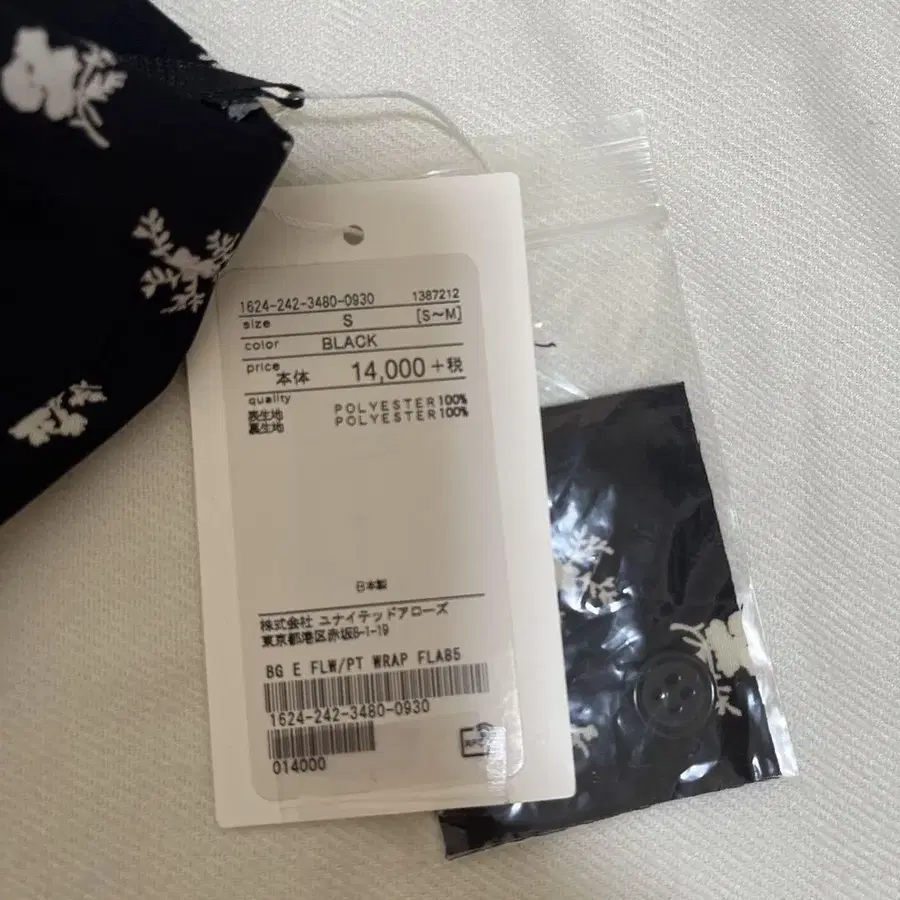 1624-242-3480-0930 1387212
size S [S~M]
color BLACK
price 本体 14,000+税
quality
表生地 POLYESTER100%
裏生地 POLYESTER100%
日本製
株式会社 ユナイテッドアローズ
東京都港区赤坂8-1-19
BG E FLW/PT WRAP FLA85
1624-242-3480-0930
014000